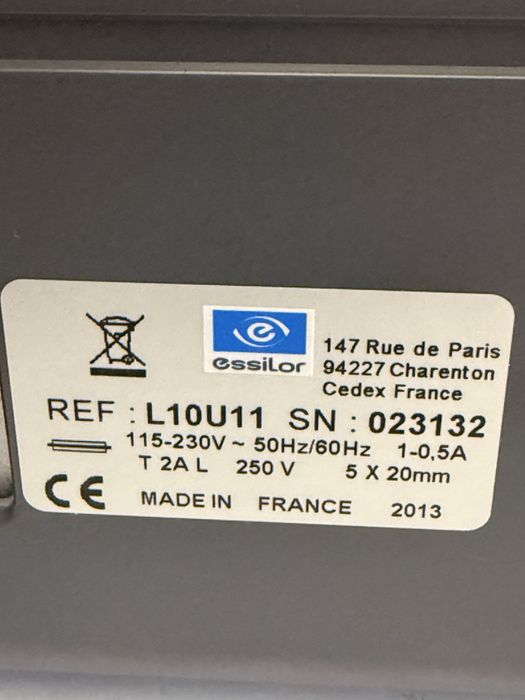 essilor
147 Rue de Paris
94227 Charenton
Cedex France
REF : L10U11 SN : 023132
115-230V ~ 50Hz/60Hz 1-0,5A
T 2A L 250 V 5 X 20mm
CE MADE IN FRANCE 2013